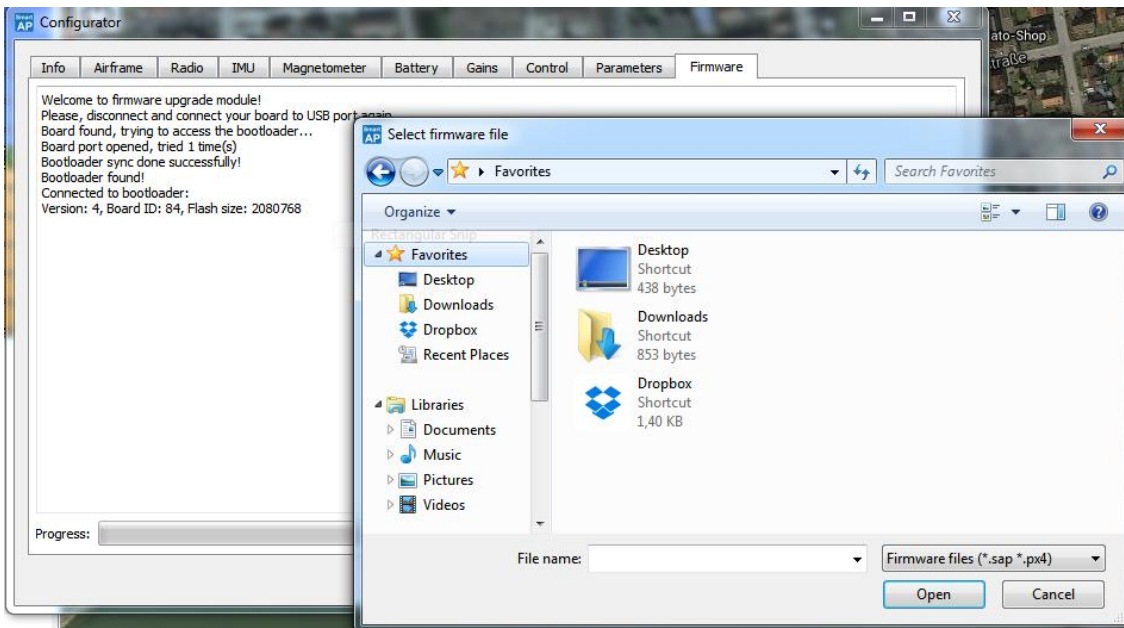 Smart AP Configurator
ato-Shop
traße
Info Airframe Radio IMU Magnetometer Battery Gains Control Parameters Firmware
Welcome to firmware upgrade module!
Please, disconnect and connect your board to USB port again
Board found, trying to access the bootloader...
Board port opened, tried 1 time(s)
Bootloader sync done successfully!
Bootloader found!
Connected to bootloader:
Version: 4, Board ID: 84, Flash size: 2080768
Progress:
Smart AP Select firmware file
Favorites
Search Favorites
Organize
Rectangular Snip
Favorites
Desktop
Downloads
Dropbox
Recent Places
Libraries
Documents
Music
Pictures
Videos
Desktop
Shortcut
438 bytes
Downloads
Shortcut
853 bytes
Dropbox
Shortcut
1,40 KB
File name:
Firmware files (*.sap *.px4)
Open Cancel